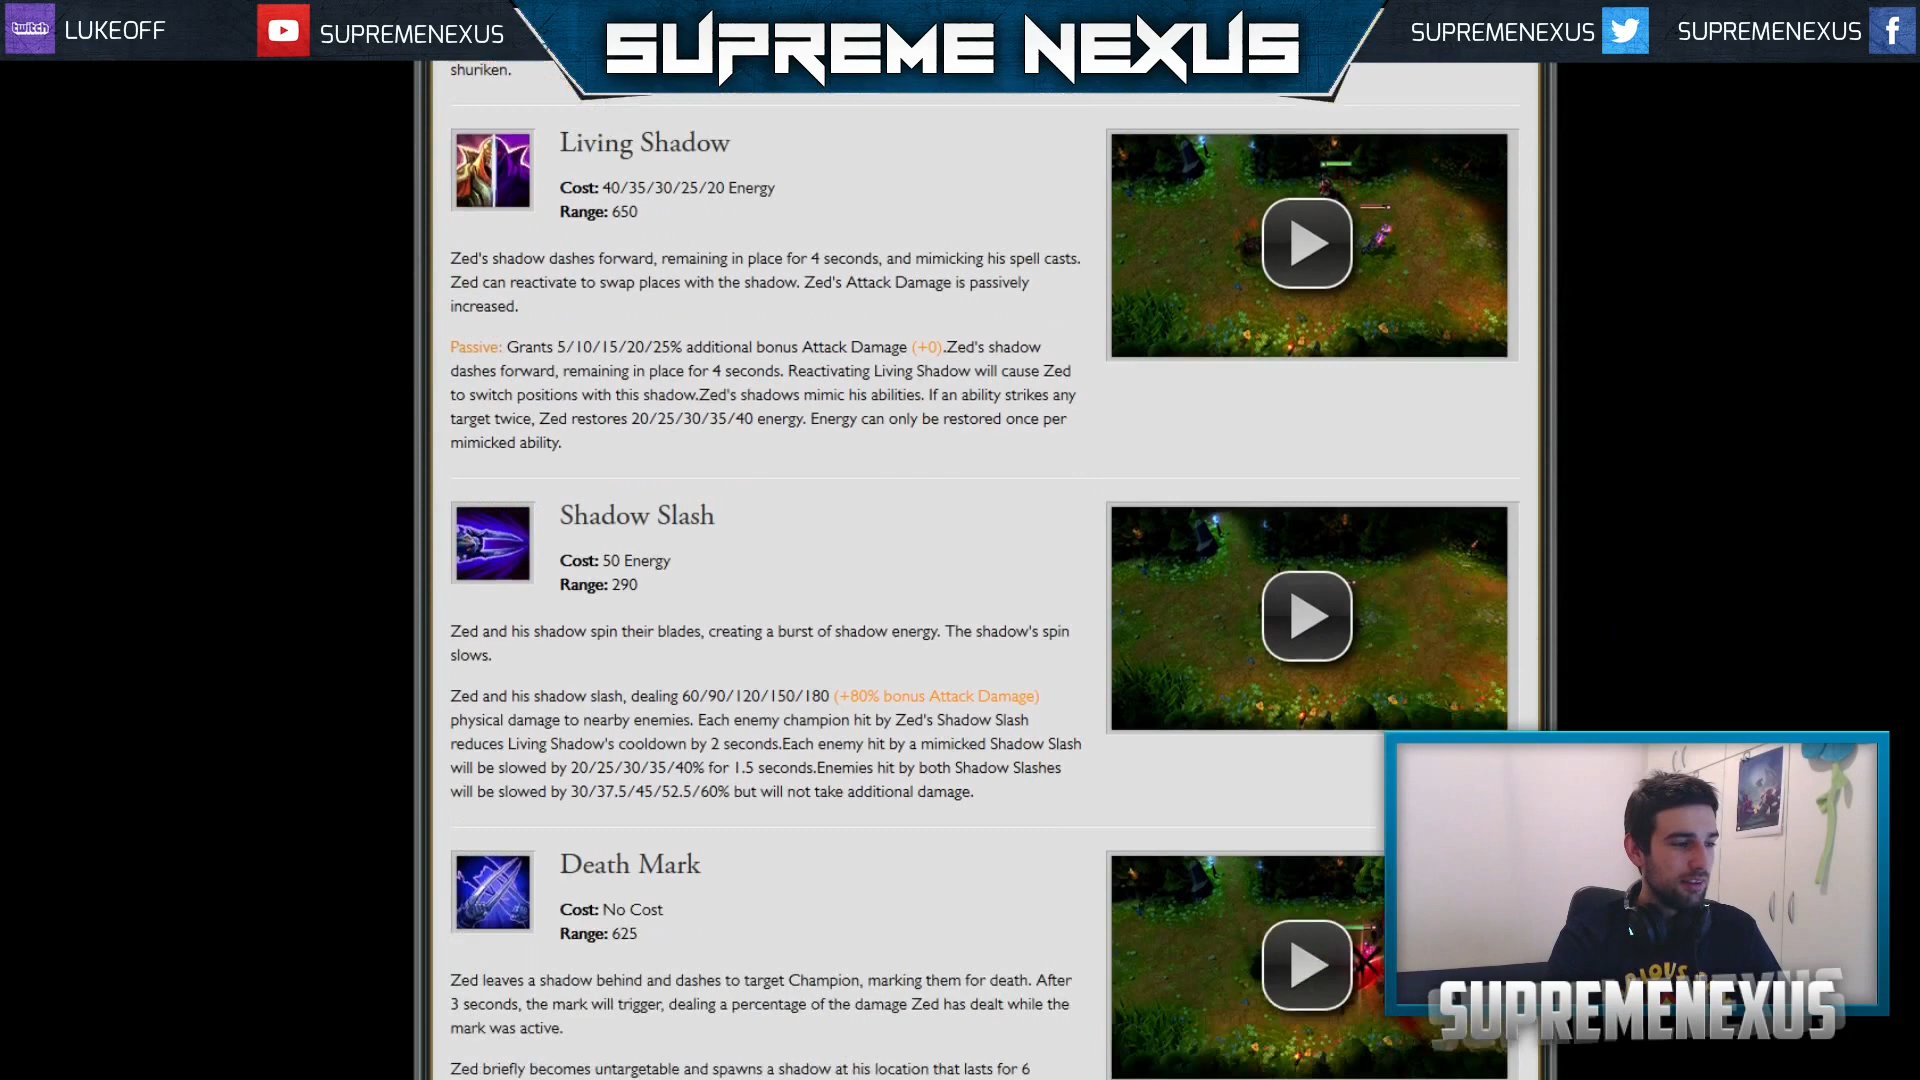 twitch
LUKEOFF
SUPREMENEXUS
SUPREME NEXUS
SUPREMENEXUS
SUPREMENEXUS
shuriken.
Living Shadow
Cost: 40/35/30/25/20 Energy
Range: 650
Zed's shadow dashes forward, remaining in place for 4 seconds, and mimicking his spell casts.
Zed can reactivate to swap places with the shadow. Zed's Attack Damage is passively
increased.
Passive: Grants 5/10/15/20/25% additional bonus Attack Damage (+0).Zed's shadow
dashes forward, remaining in place for 4 seconds. Reactivating Living Shadow will cause Zed
to switch positions with this shadow.Zed's shadows mimic his abilities. If an ability strikes any
target twice, Zed restores 20/25/30/35/40 energy. Energy can only be restored once per
mimicked ability.
Shadow Slash
Cost: 50 Energy
Range: 290
Zed and his shadow spin their blades, creating a burst of shadow energy. The shadow's spin
slows.
Zed and his shadow slash, dealing 60/90/120/150/180 (+80% bonus Attack Damage)
physical damage to nearby enemies. Each enemy champion hit by Zed's Shadow Slash
reduces Living Shadow's cooldown by 2 seconds.Each enemy hit by a mimicked Shadow Slash
will be slowed by 20/25/30/35/40% for 1.5 seconds.Enemies hit by both Shadow Slashes
will be slowed by 30/37.5/45/52.5/60% but will not take additional damage.
Death Mark
Cost: No Cost
Range: 625
Zed leaves a shadow behind and dashes to target Champion, marking them for death. After
3 seconds, the mark will trigger, dealing a percentage of the damage Zed has dealt while the
mark was active.
Zed briefly becomes untargetable and spawns a shadow at his location that lasts for 6
SUPREMENEXUS